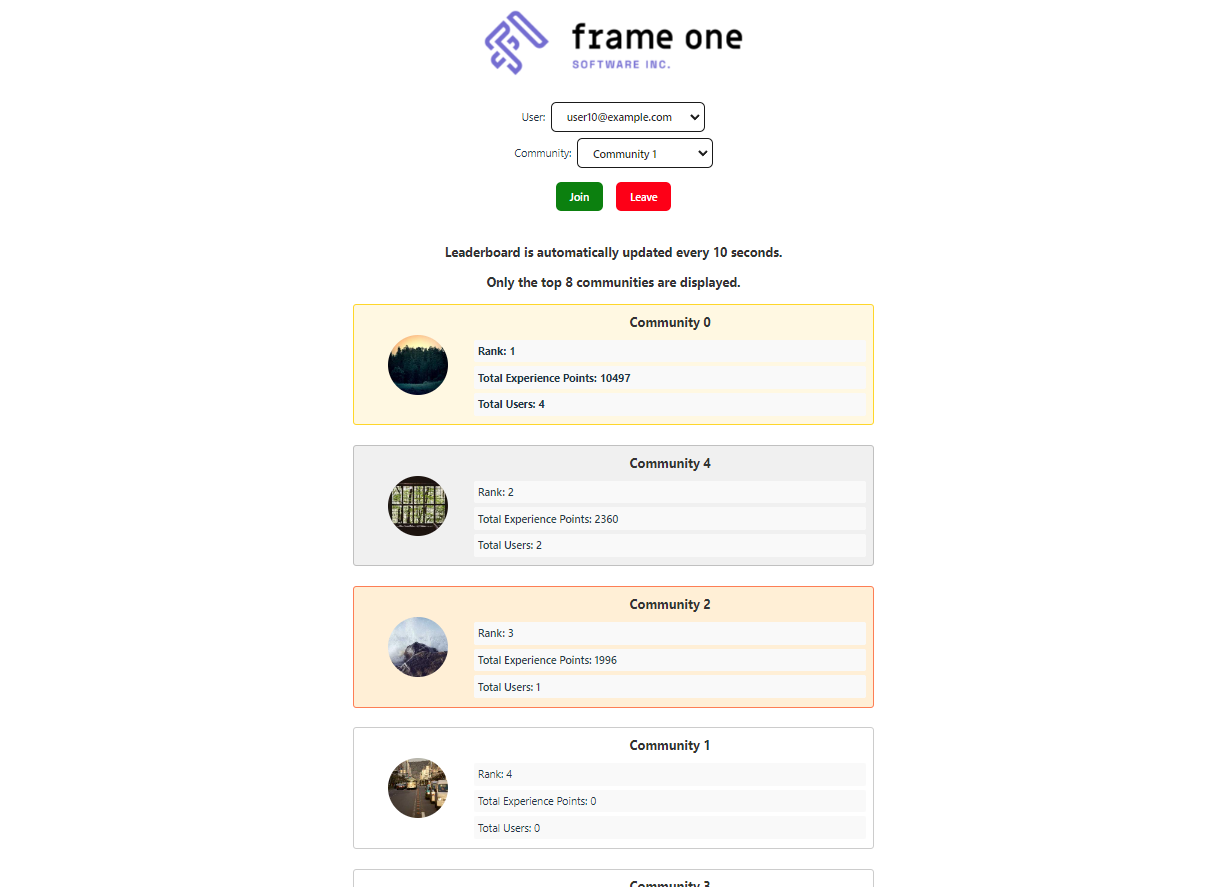 frame one
SOFTWARE INC.
User: user10@example.com
Community: Community 1
Join Leave
Leaderboard is automatically updated every 10 seconds.
Only the top 8 communities are displayed.
Community 0
Rank: 1
Total Experience Points: 10497
Total Users: 4
Community 4
Rank: 2
Total Experience Points: 2360
Total Users: 2
Community 2
Rank: 3
Total Experience Points: 1996
Total Users: 1
Community 1
Rank: 4
Total Experience Points: 0
Total Users: 0
Community 3